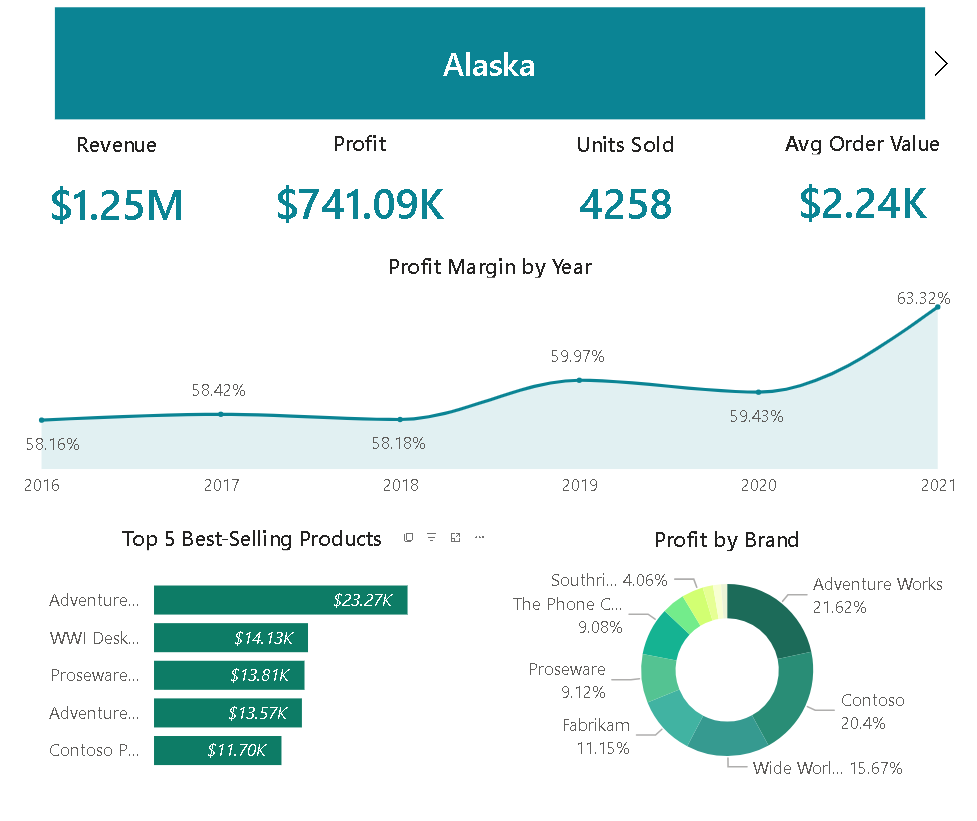 Alaska
Revenue
Profit
Units Sold
Avg Order Value
$1.25M
$741.09K
4258
$2.24K
Profit Margin by Year
63.32%
59.97%
58.42%
59.43%
58.16%
58.18%
2016
2017
2018
2019
2020
2021
Top 5 Best-Selling Products
Adventure...
$23.27K
WWI Desk...
$14.13K
Proseware...
$13.81K
Adventure...
$13.57K
Contoso P...
$11.70K
Profit by Brand
Southri... 4.06%
The Phone C...
9.08%
Proseware
9.12%
Fabrikam
11.15%
Adventure Works
21.62%
Contoso
20.4%
Wide Worl... 15.67%